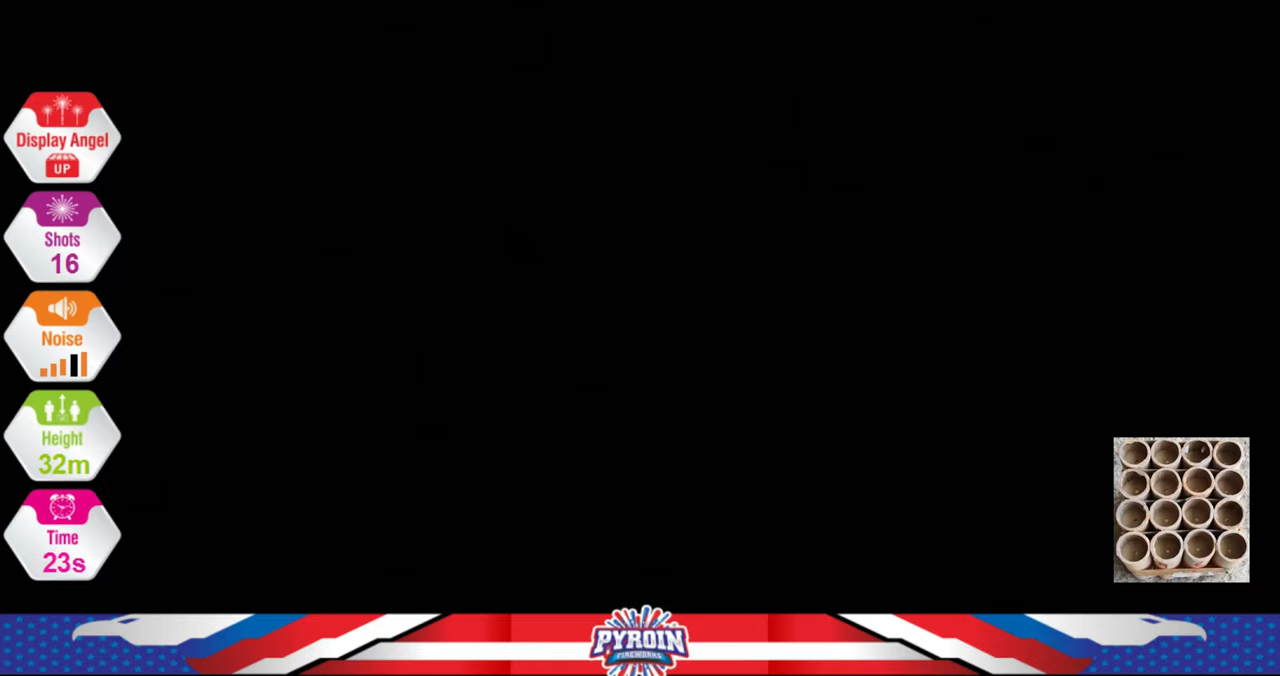 Display Angel
UP
Shots
16
Noise
Height
32m
Time
23s
PYROIN
FIREWORKS